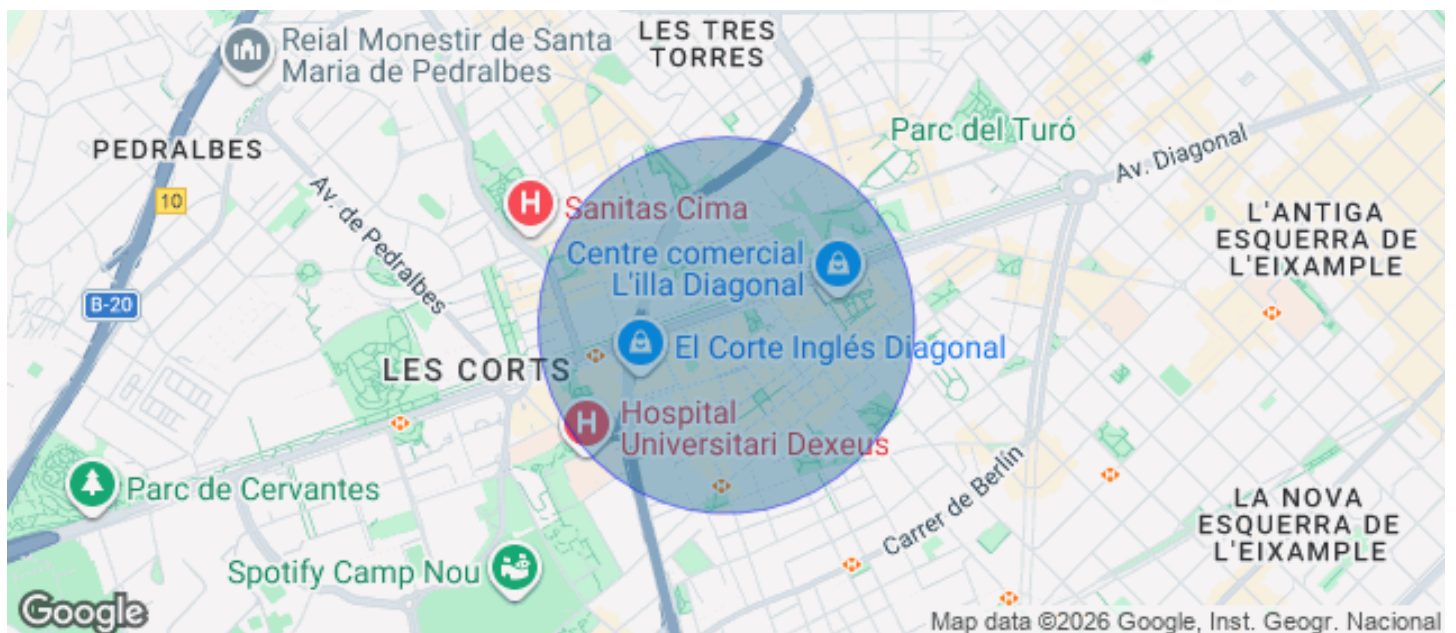 LES TRES
TORRES
Reial Monestir de Santa
Maria de Pedralbes
PEDRALBES
Parc del Turó
Av. Diagonal
10
Av. de Pedralbes
H
Sanitas Cima
L'ANTIGA
ESQUERRA DE
L'EIXAMPLE
Centre comercial
L'illa Diagonal
B-20
El Corte Inglés Diagonal
LES CORTS
H
Hospital
Universitari Dexeus
Parc de Cervantes
Carrer de Berlín
LA NOVA
ESQUERRA DE
L'EIXAMPLE
Spotify Camp Nou
Google
Map data ©2026 Google, Inst. Geogr. Nacional